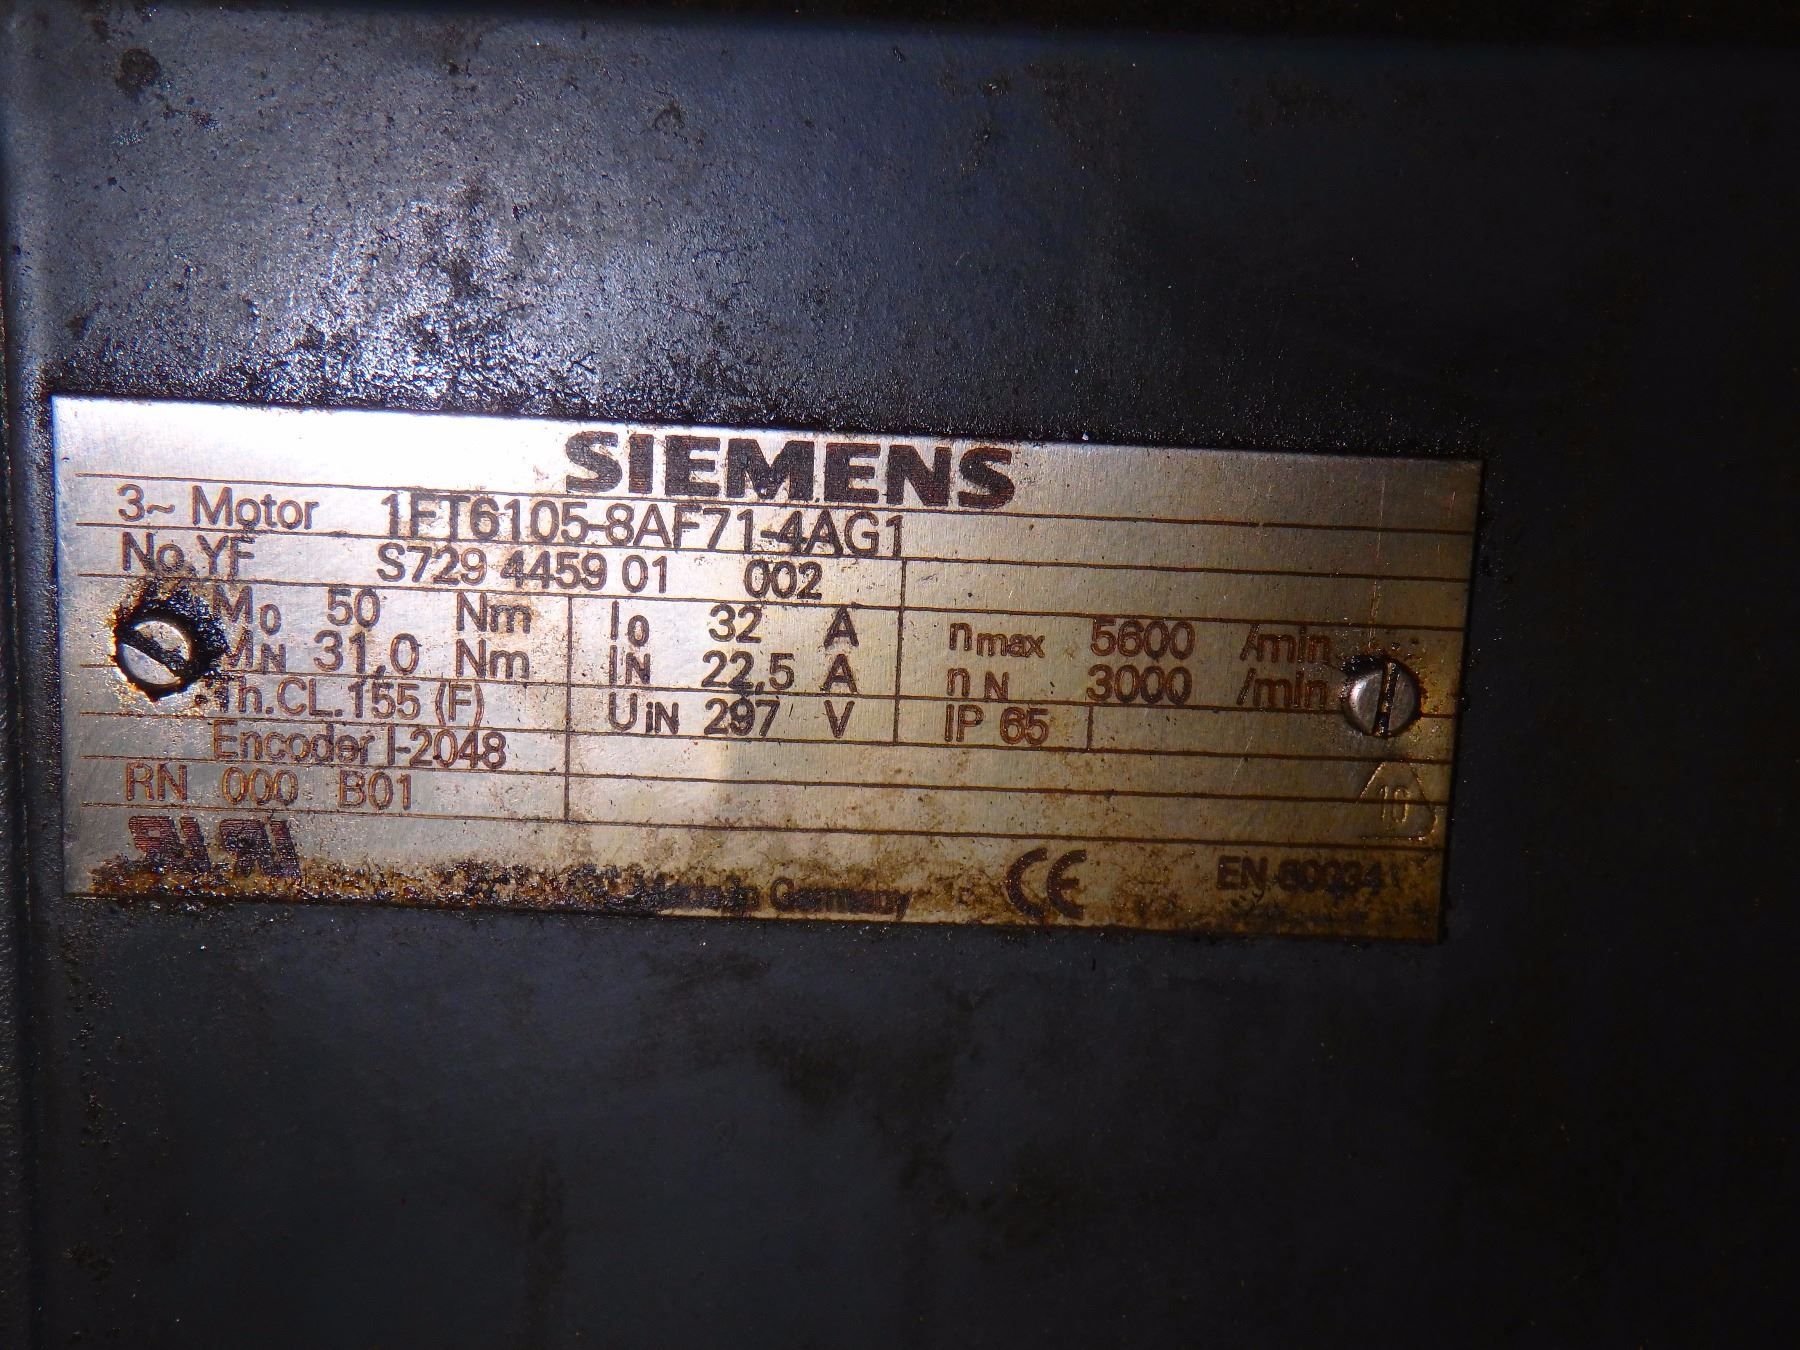 SIEMENS
3~ Motor 1FT6105-8AF71-4AG1
No.YF S729 4459 01 002
M0 50 Nm I0 32 A nmax 5600 /min
MN 31,0 Nm IN 22,5 A nN 3000 /min
Th.CL.155 (F) UiN 297 V IP 65
Encoder I-2048
RN 000 B01
10
Made in Germany CE EN 60034